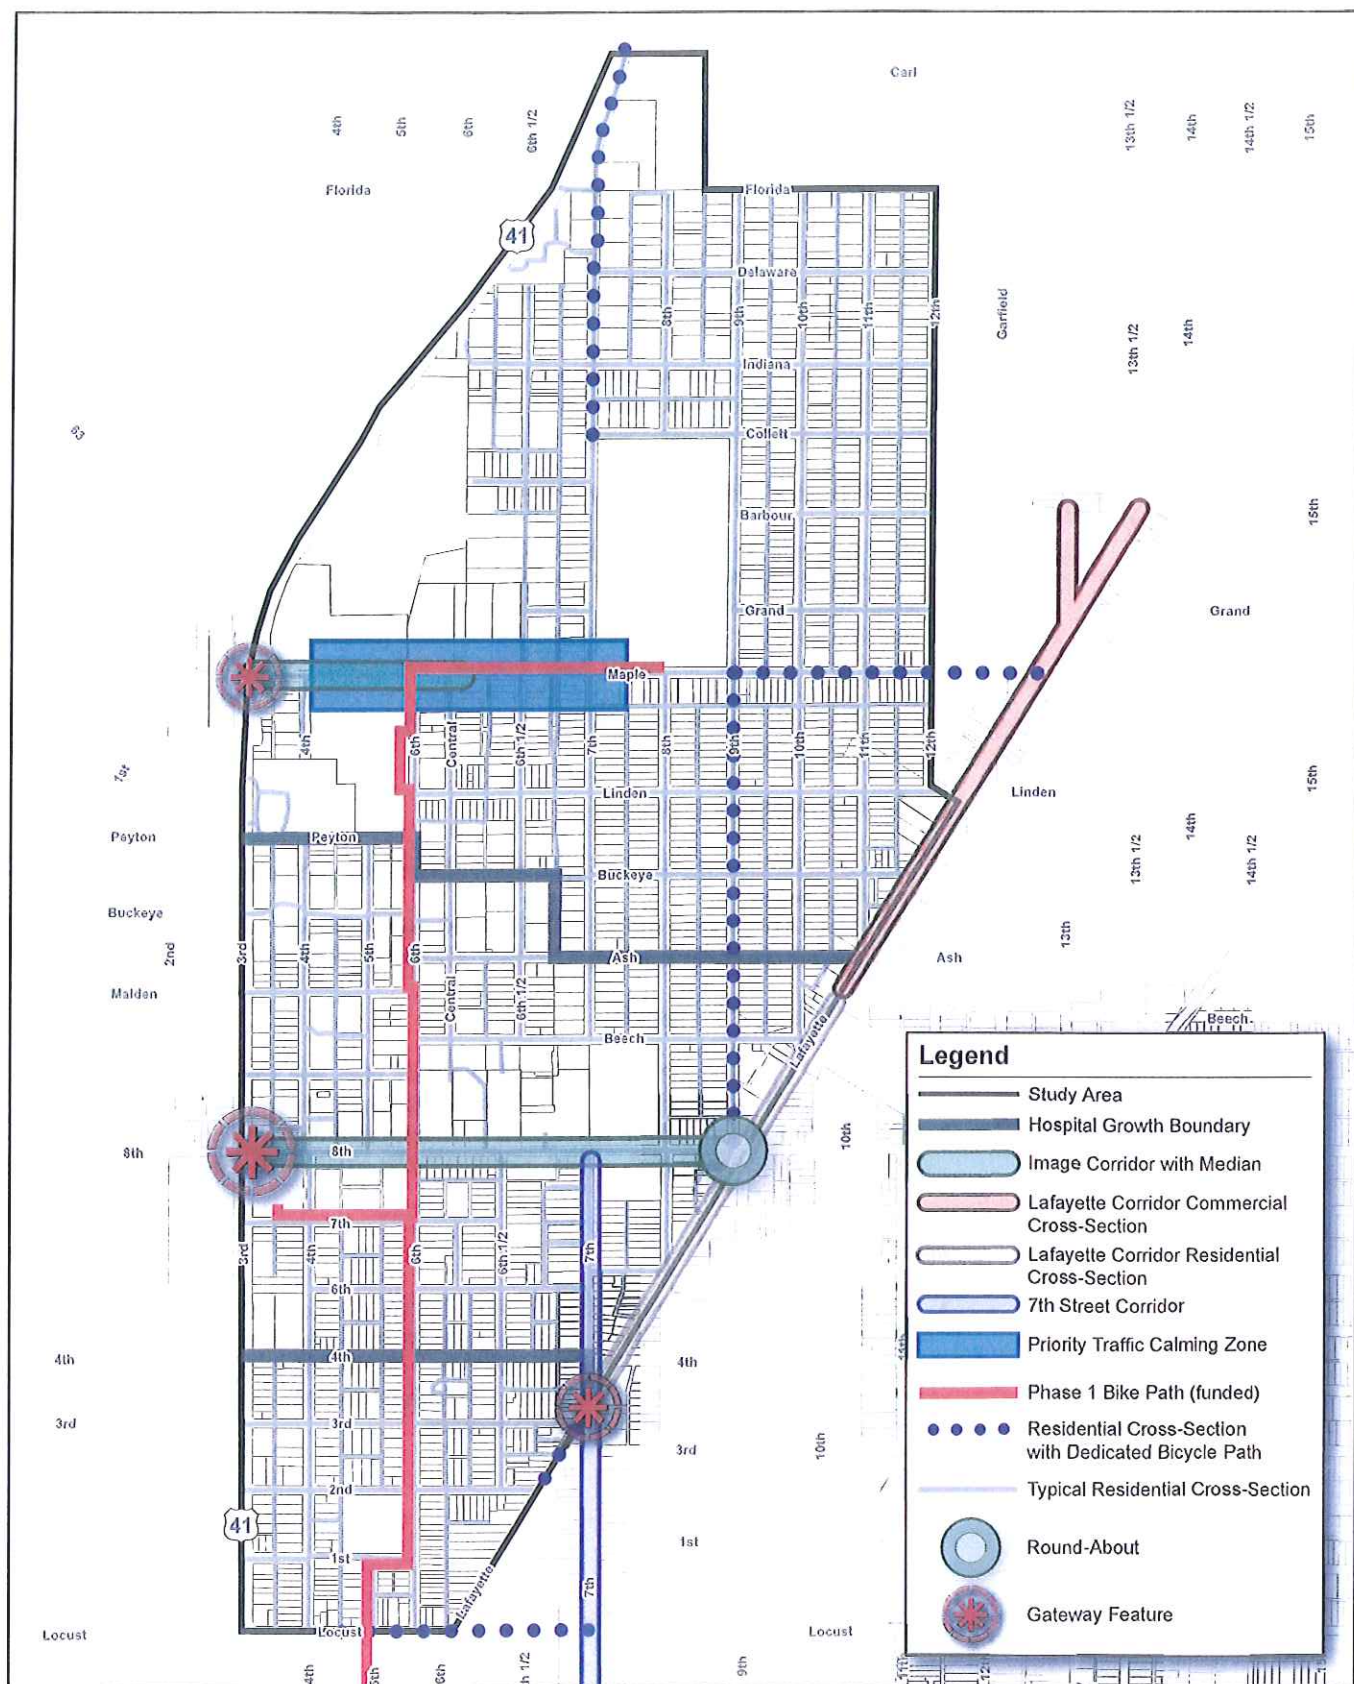 Carl
4th
5th
6th
6th 1/2
13th 1/2
14th
14th 1/2
15th
Florida
Florida
41
Delaware
8th
9th
10th
11th
12th
Garfield
13th 1/2
14th
Indiana
63
Collett
Barbour
15th
Grand
Grand
Maple
4th
6th
Central
6th 1/2
7th
8th
9th
10th
11th
12th
1st
Linden
Linden
15th
Peyton
Peyton
14th
13th 1/2
14th 1/2
Buckeye
Buckeye
2nd
3rd
4th
5th
6th
13th
Ash
Ash
Malden
Central
6th 1/2
Lafayette
Beech
Beech
10th
8th
8th
7th
3rd
4th
6th
6th 1/2
7th
6th
4th
4th
4th
11th
3rd
3rd
3rd
10th
2nd
41
1st
1st
Lafayette
7th
Locust
Locust
Locust
4th
5th
6th
1/2
9th
11th
12th
Legend
Study Area
Hospital Growth Boundary
Image Corridor with Median
Lafayette Corridor Commercial
Cross-Section
Lafayette Corridor Residential
Cross-Section
7th Street Corridor
Priority Traffic Calming Zone
Phase 1 Bike Path (funded)
Residential Cross-Section
with Dedicated Bicycle Path
Typical Residential Cross-Section
Round-About
Gateway Feature